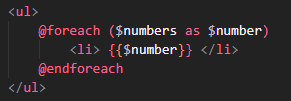 <ul>
    @foreach ($numbers as $number)
        <li> {{$number}} </li>
    @endforeach
</ul>